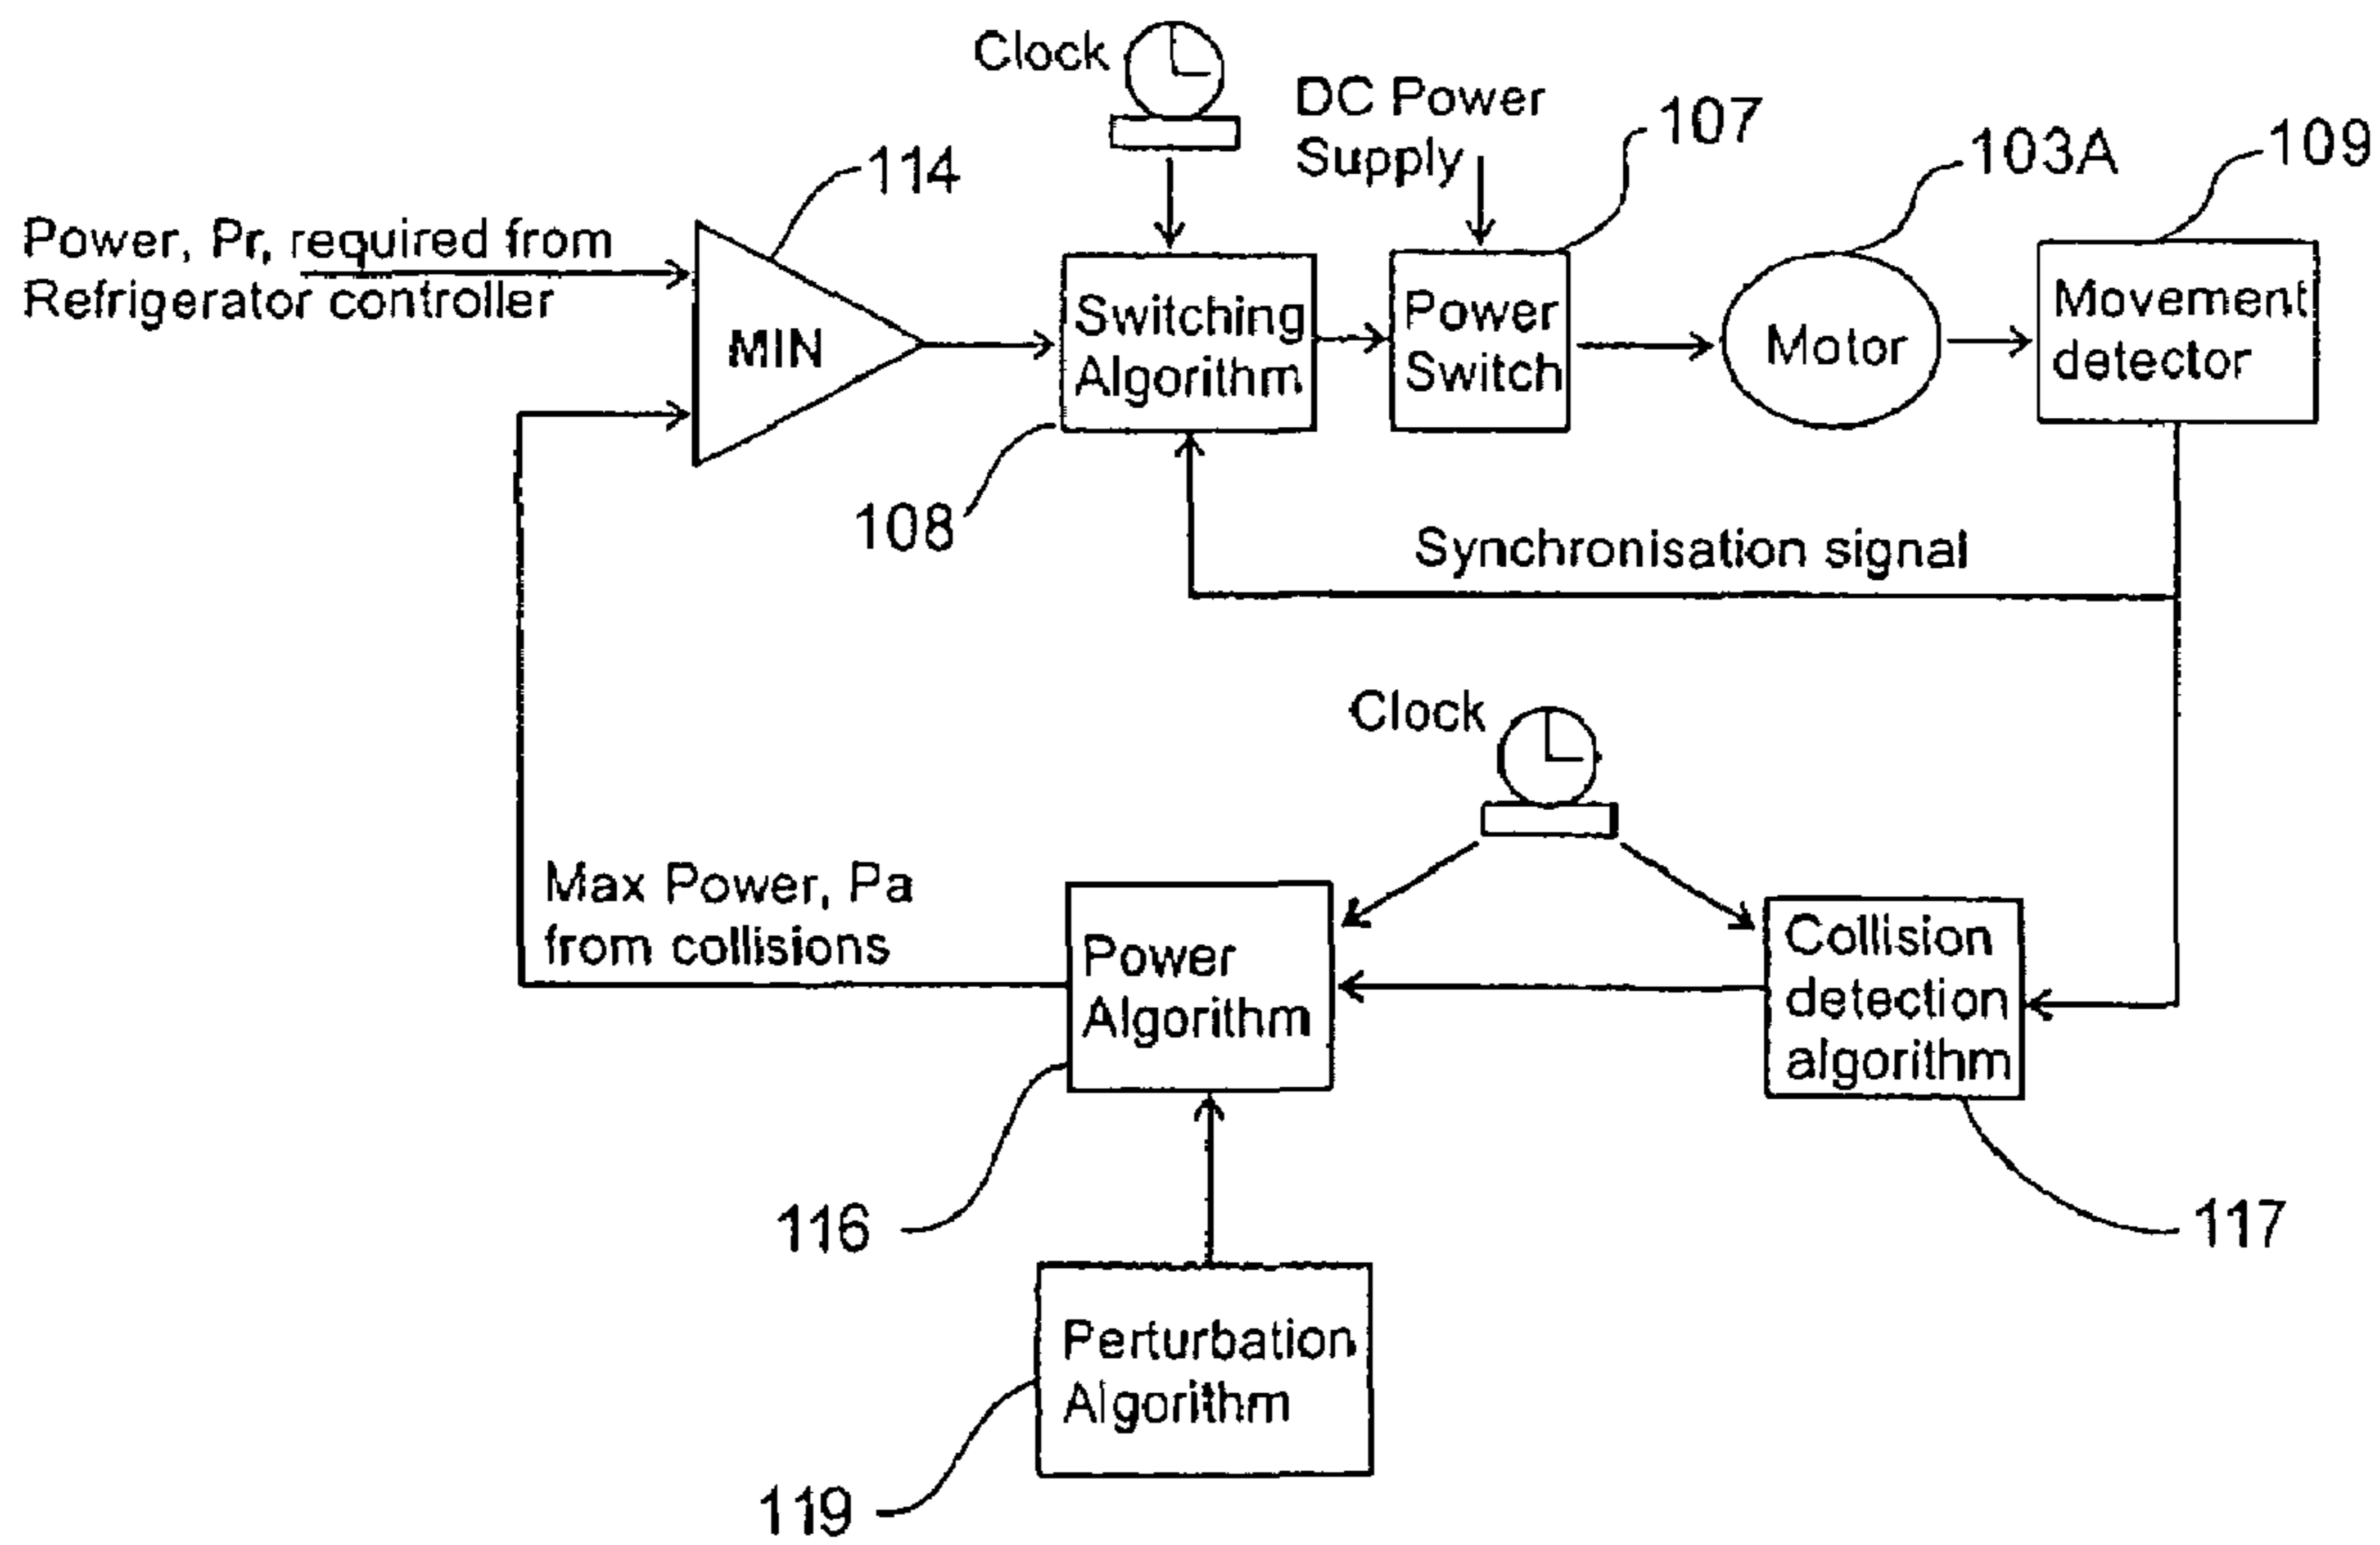 Clock
DC Power
Supply
107
103A
109
114
Power, Pr, required from
Refrigerator controller
MIN
Switching
Algorithm
Power
Switch
Motor
Movement
detector
108
Synchronisation signal
Clock
Max Power, Pa
from collisions
Power
Algorithm
Collision
detection
algorithm
116
117
Perturbation
Algorithm
119